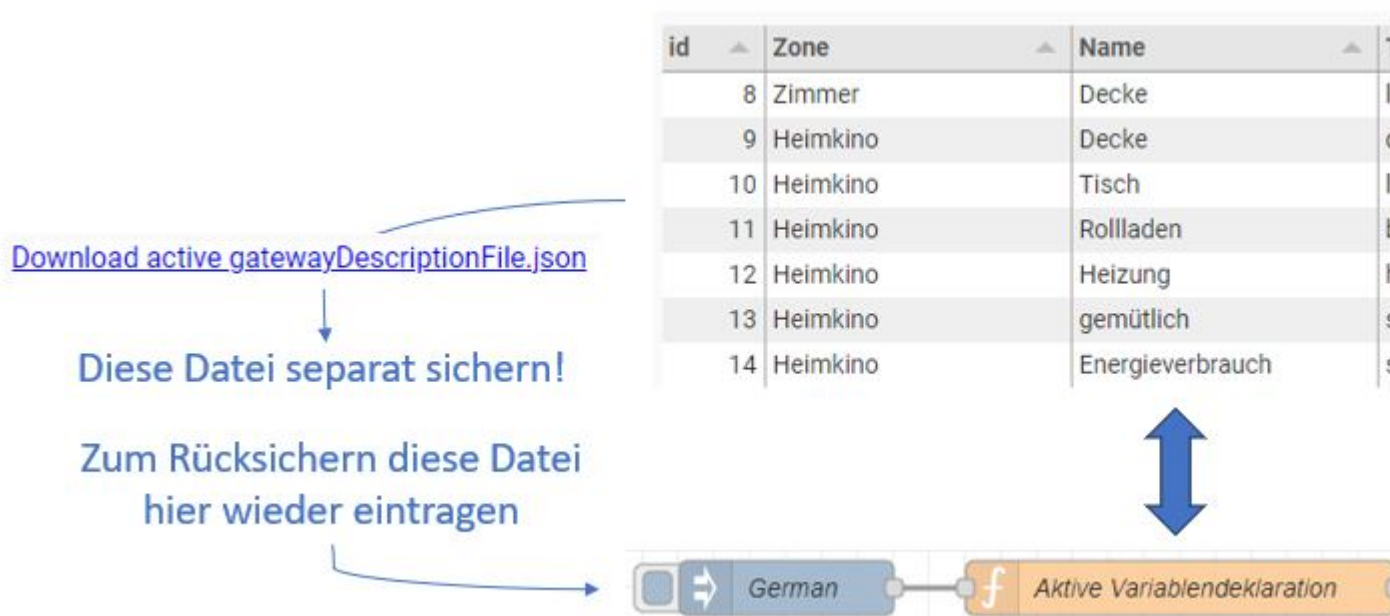 id Zone Name
8 Zimmer Decke
9 Heimkino Decke
10 Heimkino Tisch
11 Heimkino Rollladen
12 Heimkino Heizung
13 Heimkino gemütlich
14 Heimkino Energieverbrauch
Download active gatewayDescriptionFile.json
Diese Datei separat sichern!
Zum Rücksichern diese Datei
hier wieder eintragen
German
Aktive Variablendeklaration